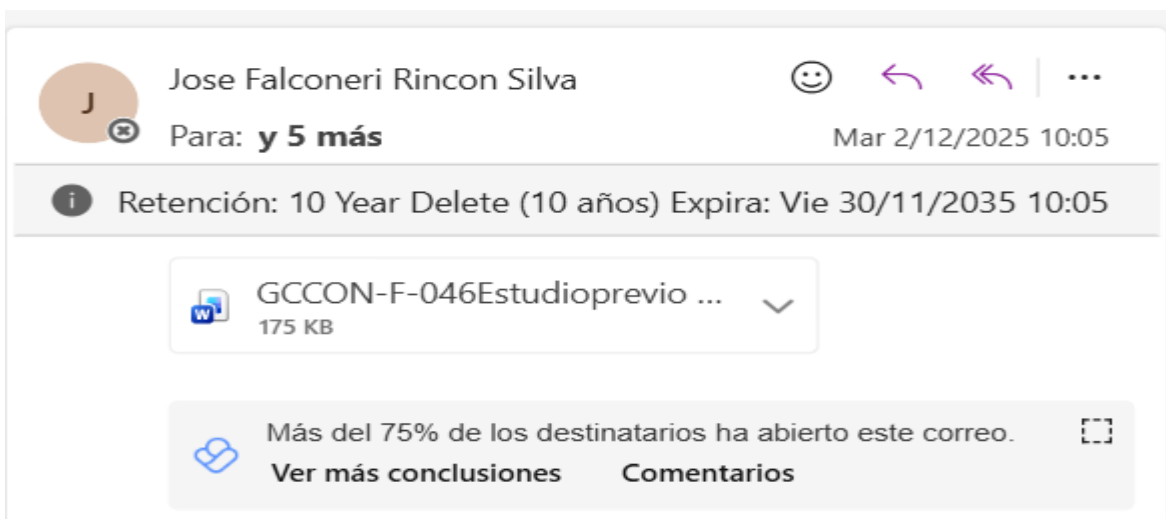 J
Jose Falconeri Rincon Silva
Para: y 5 más
Mar 2/12/2025 10:05
Retención: 10 Year Delete (10 años) Expira: Vie 30/11/2035 10:05
GCCON-F-046Estudioprevio ...
175 KB
Más del 75% de los destinatarios ha abierto este correo.
Ver más conclusiones Comentarios